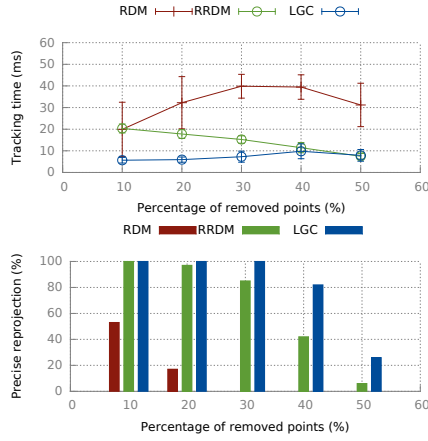 RDM RRDM LGC
60
50
40
30
20
10
0
Tracking time (ms)
0 10 20 30 40 50 60
Percentage of removed points (%)
RDM RRDM LGC
100
80
60
40
20
0
Precise reprojection (%)
0 10 20 30 40 50 60
Percentage of removed points (%)